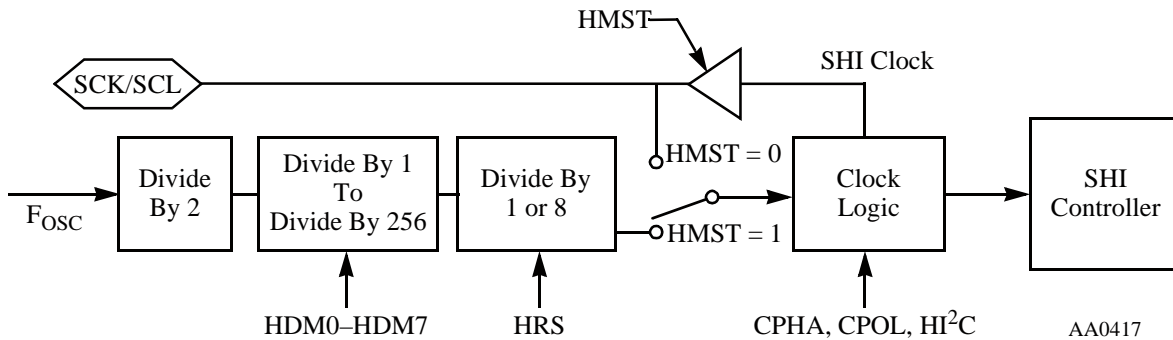 HMST
SCK/SCL
SHI Clock
HMST = 0
HMST = 1
F_OSC
Divide
By 2
Divide By 1
To
Divide By 256
Divide By
1 or 8
Clock
Logic
SHI
Controller
HDM0–HDM7
HRS
CPHA, CPOL, HI²C
AA0417